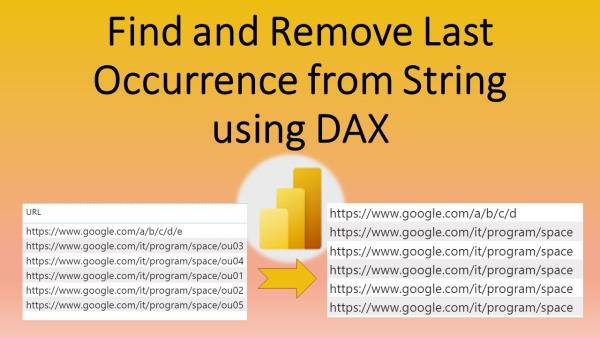 Find and Remove Last
Occurrence from String
using DAX
URL
https://www.google.com/a/b/c/d/e
https://www.google.com/it/program/space/ou03
https://www.google.com/it/program/space/ou04
https://www.google.com/it/program/space/ou01
https://www.google.com/it/program/space/ou02
https://www.google.com/it/program/space/ou05
https://www.google.com/a/b/c/d
https://www.google.com/it/program/space
https://www.google.com/it/program/space
https://www.google.com/it/program/space
https://www.google.com/it/program/space
https://www.google.com/it/program/space